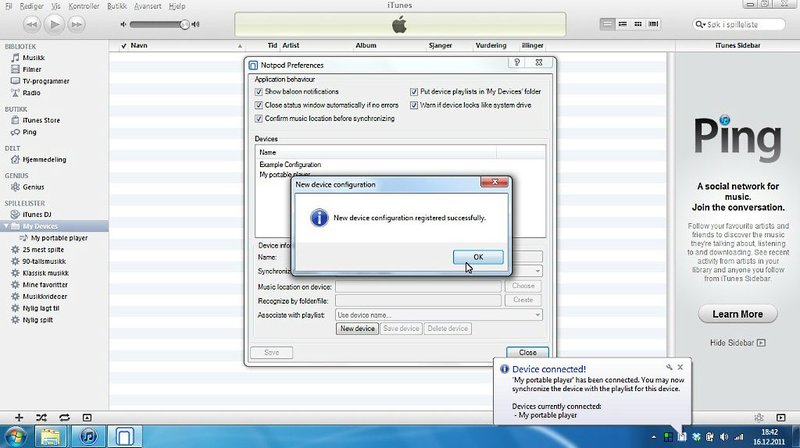 iTunes
Fil Rediger Vis Kontroller Butikk Avansert Hjelp
Søk i spilleliste
Navn Tid Artist Album Sjanger Vurdering illinger
iTunes Sidebar
BIBLIOTEK
Musikk
Filmer
TV-programmer
Radio
BUTIKK
iTunes Store
Ping
DELT
Hjemmedeling
GENIUS
Genius
SPILLELISTER
iTunes DJ
My Devices
My portable player
25 mest spilte
90-tallsmusikk
Klassisk musikk
Mine favoritter
Musikkvideoer
Nylig lagt til
Nylig spilt
Notpod Preferences
Application behaviour
Show baloon notifications
Put device playlists in 'My Devices' folder
Close status window automatically if no errors
Warn if device looks like system drive
Confirm music location before synchronizing
Devices
Name
Example Configuration
My portable player
New device configuration
New device configuration registered successfully.
OK
Device infor
Name:
Synchroniz
Music location on device:
Choose
Recognize by folder/file:
Create
Associate with playlist:
Use device name...
New device
Save device
Delete device
Save
Close
Ping
A social network for
music.
Join the conversation.
Follow your favourite artists and
friends to discover the music
they're talking about, listening
to and downloading. See recent
activity from artists in your
library and anyone you follow
from iTunes Sidebar.
Learn More
Hide Sidebar
Device connected!
'My portable player' has been connected. You may now
synchronize the device with the playlist for this device.
Devices currently connected:
- My portable player
18:42
16.12.2011